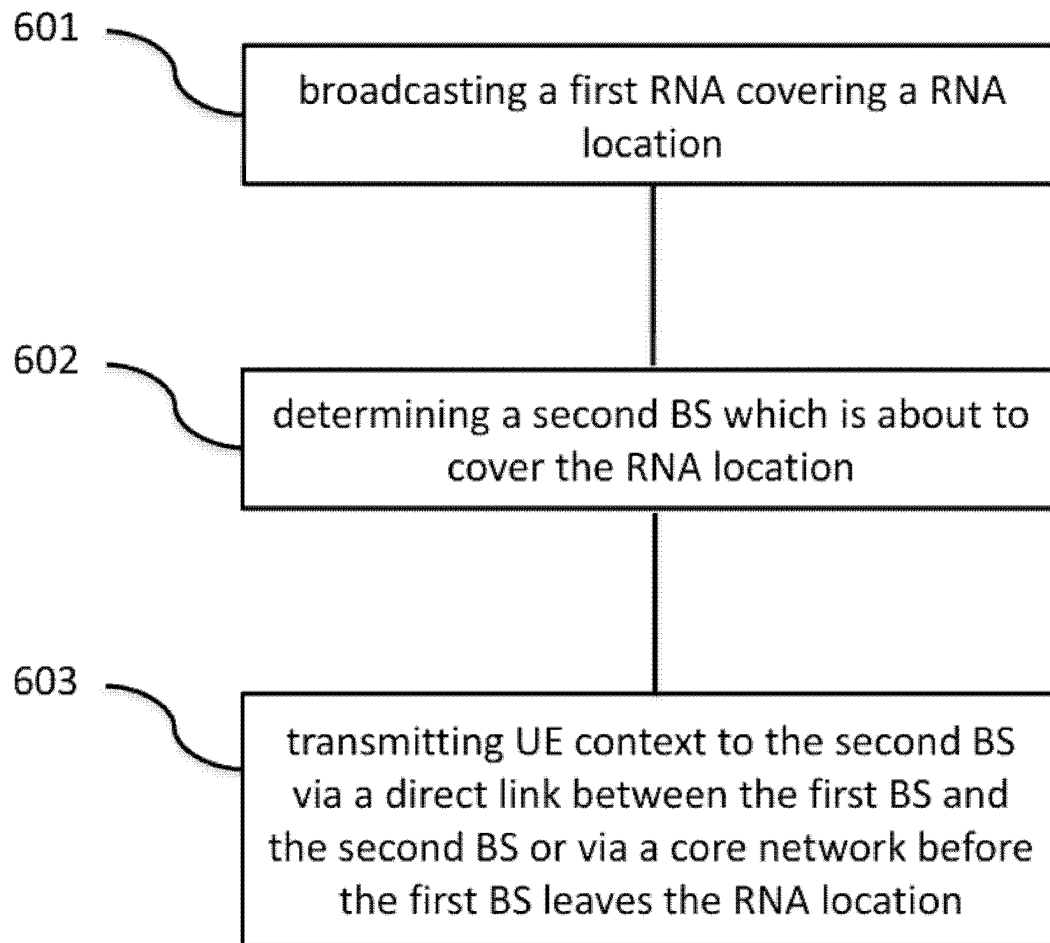 601
broadcasting a first RNA covering a RNA
location
602
determining a second BS which is about to
cover the RNA location
603
transmitting UE context to the second BS
via a direct link between the first BS and
the second BS or via a core network before
the first BS leaves the RNA location